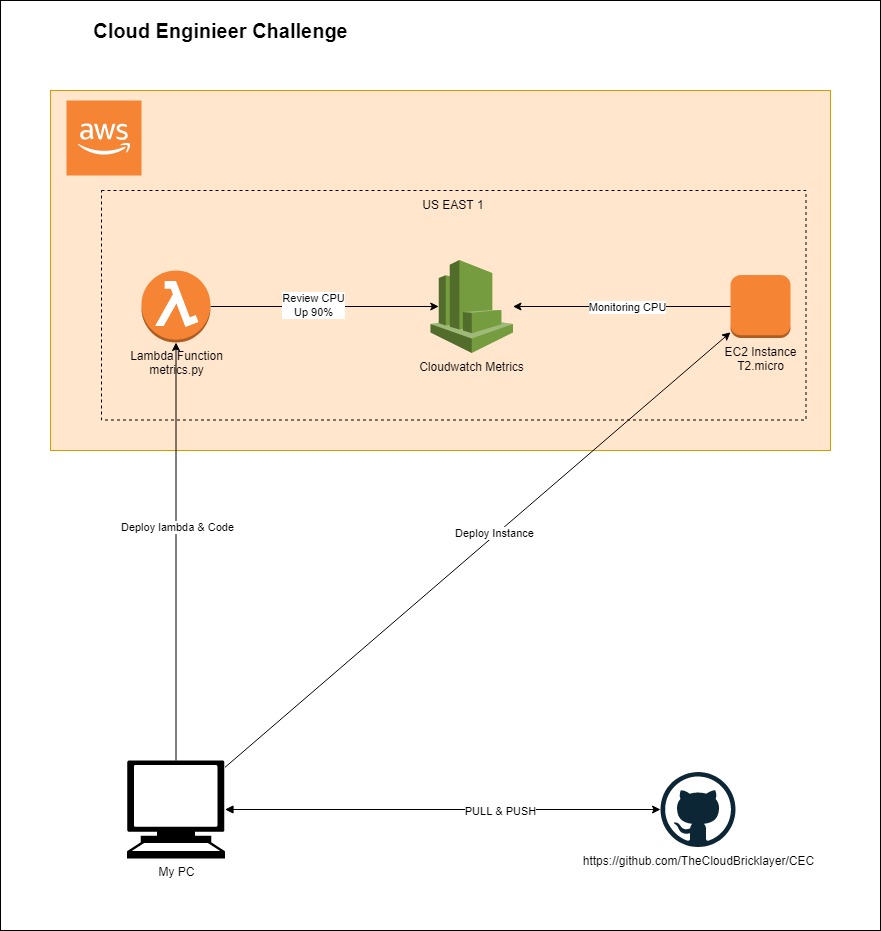 Cloud Enginieer Challenge
aws
US EAST 1
Review CPU
Up 90%
Monitoring CPU
Lambda Function
metrics.py
Cloudwatch Metrics
EC2 Instance
T2.micro
Deploy lambda & Code
Deploy Instance
PULL & PUSH
My PC
https://github.com/TheCloudBricklayer/CEC